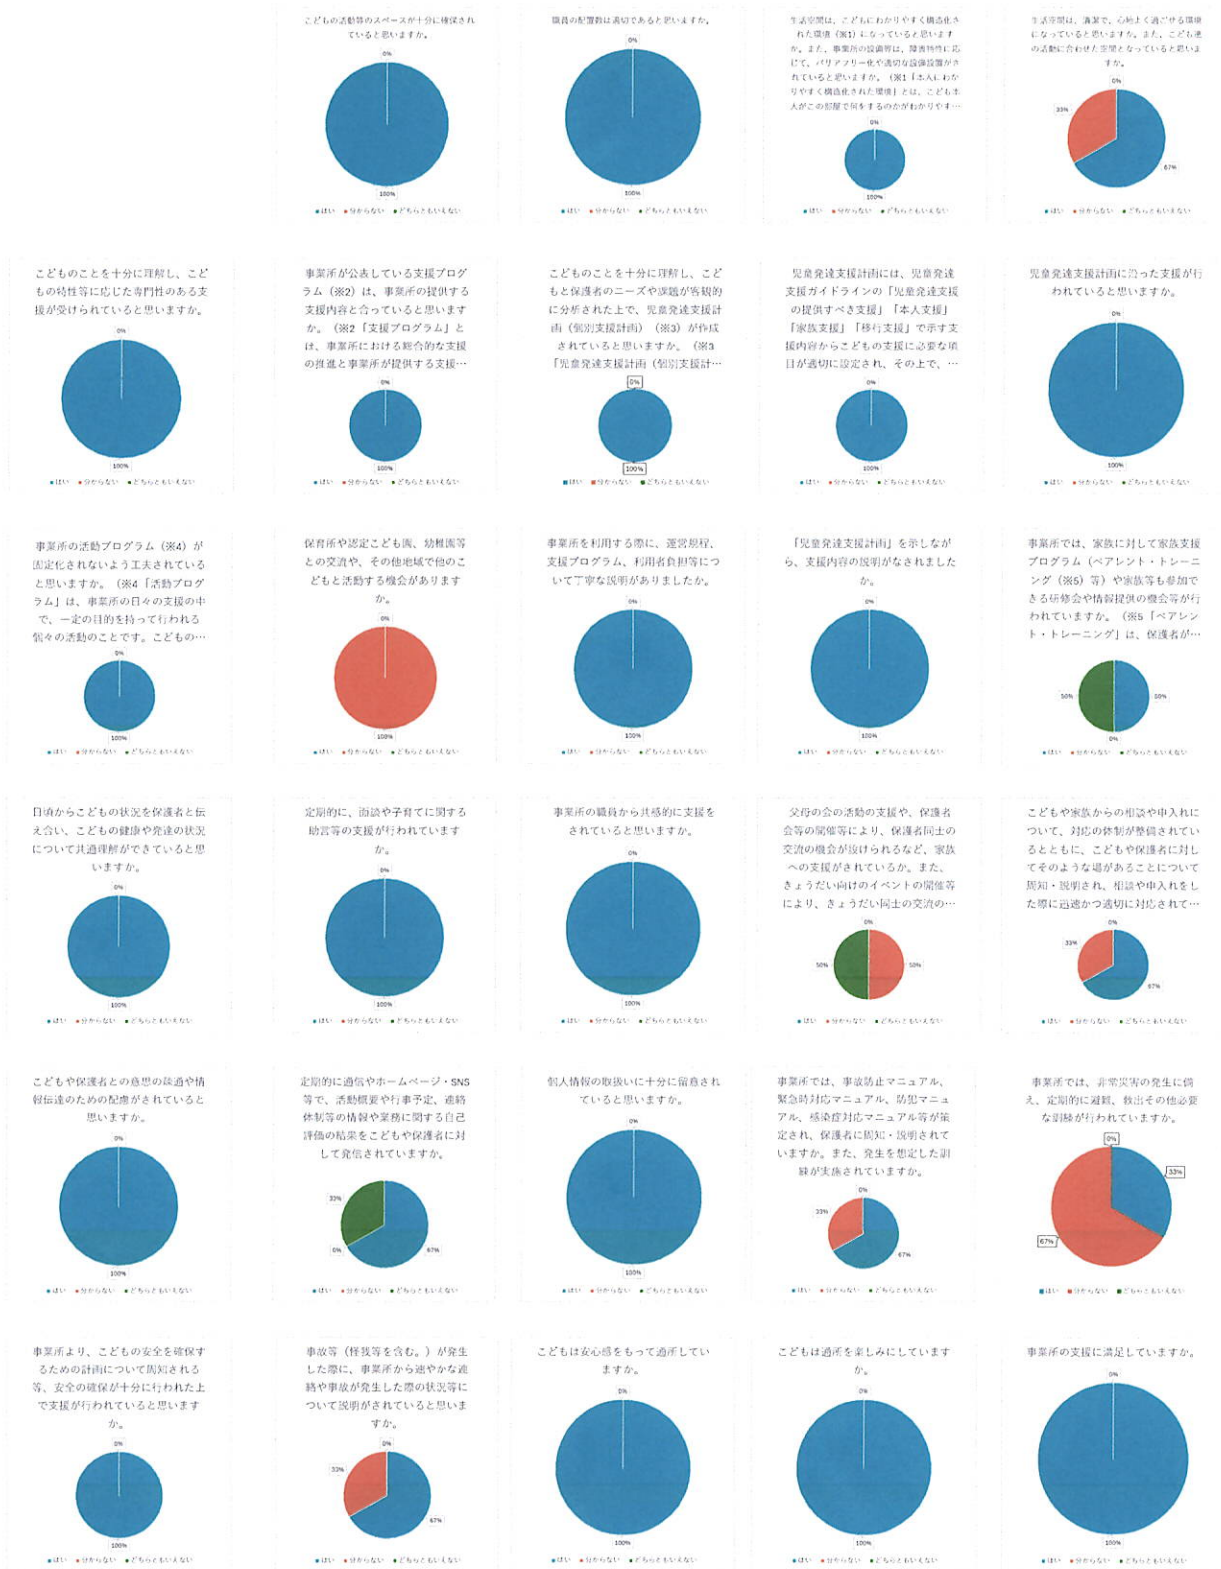 こどもの活動等のスペースが十分に確保され
ていると思いますか。
0%
100%
●はい ●分からない ●どちらともいえない
職員の配置数は適切であると思いますか。
0%
100%
●はい ●分からない ●どちらともいえない
生活空間は、こどもにわかりやすく構造化さ
れた環境（※1）になっていると思います
か。また、事業所の設備等は、障害特性に応
じて、バリアフリー化や適切な設備設置がさ
れていると思いますか。（※1「本人にわか
りやすく構造化された環境」とは、こども本
人がこの部屋で何をするのかがわかりやす…
0%
100%
●はい ●分からない ●どちらともいえない
生活空間は、清潔で、心地よく過ごせる環境
になっていると思いますか。また、こども達
の活動に合わせた空間となっていると思いま
すか。
0%
33%
67%
●はい ●分からない ●どちらともいえない
こどものことを十分に理解し、こど
もの特性等に応じた専門性のある支
援が受けられていると思いますか。
0%
100%
●はい ●分からない ●どちらともいえない
事業所が公表している支援プログ
ラム（※2）は、事業所の提供する
支援内容と合っていると思います
か。（※2「支援プログラム」と
は、事業所における総合的な支援
の推進と事業所が提供する支援…
0%
100%
●はい ●分からない ●どちらともいえない
こどものことを十分に理解し、こど
もと保護者のニーズや課題が客観的
に分析された上で、児童発達支援計
画（個別支援計画）（※3）が作成
されていると思いますか。（※3
「児童発達支援計画（個別支援計…
0%
100%
■はい ■分からない ■どちらともいえない
児童発達支援計画には、児童発達
支援ガイドラインの「児童発達支援
の提供すべき支援」「本人支援」
「家族支援」「移行支援」で示す支
援内容からこどもの支援に必要な項
目が適切に設定され、その上で、…
0%
100%
●はい ●分からない ●どちらともいえない
児童発達支援計画に沿った支援が行
われていると思いますか。
0%
100%
●はい ●分からない ●どちらともいえない
事業所の活動プログラム（※4）が
固定化されないよう工夫されている
と思いますか。（※4「活動プログ
ラム」は、事業所の日々の支援の中
で、一定の目的を持って行われる
個々の活動のことです。こどもの…
0%
100%
●はい ●分からない ●どちらともいえない
保育所や認定こども園、幼稚園等
との交流や、その他地域で他のこ
どもと活動する機会があります
か。
0%
100%
●はい ●分からない ●どちらともいえない
事業所を利用する際に、運営規程、
支援プログラム、利用者負担等につ
いて丁寧な説明がありましたか。
0%
100%
●はい ●分からない ●どちらともいえない
「児童発達支援計画」を示しなが
ら、支援内容の説明がなされました
か。
0%
100%
●はい ●分からない ●どちらともいえない
事業所では、家族に対して家族支援
プログラム（ペアレント・トレーニ
ング（※5）等）や家族等も参加で
きる研修会や情報提供の機会等が行
われていますか。（※5「ペアレン
ト・トレーニング」は、保護者が…
50%
50%
0%
●はい ●分からない ●どちらともいえない
日頃からこどもの状況を保護者と伝
え合い、こどもの健康や発達の状況
について共通理解ができていると思
いますか。
0%
100%
●はい ●分からない ●どちらともいえない
定期的に、面談や子育てに関する
助言等の支援が行われています
か。
0%
100%
●はい ●分からない ●どちらともいえない
事業所の職員から共感的に支援を
されていると思いますか。
0%
100%
●はい ●分からない ●どちらともいえない
父母の会の活動の支援や、保護者
会等の開催等により、保護者同士の
交流の機会が設けられるなど、家族
への支援がされているか。また、
きょうだい向けのイベントの開催等
により、きょうだい同士の交流の…
0%
50%
50%
●はい ●分からない ●どちらともいえない
こどもや家族からの相談や申入れに
ついて、対応の体制が整備されてい
るとともに、こどもや保護者に対し
てそのような場があることについて
周知・説明され、相談や申入れをし
た際に迅速かつ適切に対応されて…
0%
33%
67%
●はい ●分からない ●どちらともいえない
こどもや保護者との意思の疎通や情
報伝達のための配慮がされていると
思いますか。
0%
100%
●はい ●分からない ●どちらともいえない
定期的に通信やホームページ・SNS
等で、活動概要や行事予定、連絡
体制等の情報や業務に関する自己
評価の結果をこどもや保護者に対
して発信されていますか。
33%
0%
67%
●はい ●分からない ●どちらともいえない
個人情報の取扱いに十分に留意され
ていると思いますか。
0%
100%
●はい ●分からない ●どちらともいえない
事業所では、事故防止マニュアル、
緊急時対応マニュアル、防犯マニュ
アル、感染症対応マニュアル等が策
定され、保護者に周知・説明されて
いますか。また、発生を想定した訓
練が実施されていますか。
0%
33%
67%
●はい ●分からない ●どちらともいえない
事業所では、非常災害の発生に備
え、定期的に避難、救出その他必要
な訓練が行われていますか。
0%
33%
67%
■はい ■分からない ■どちらともいえない
事業所より、こどもの安全を確保す
るための計画について周知される
等、安全の確保が十分に行われた上
で支援が行われていると思います
か。
0%
100%
●はい ●分からない ●どちらともいえない
事故等（怪我等を含む。）が発生
した際に、事業所から速やかな連
絡や事故が発生した際の状況等に
ついて説明がされていると思いま
すか。
0%
33%
67%
●はい ●分からない ●どちらともいえない
こどもは安心感をもって通所してい
ますか。
0%
100%
●はい ●分からない ●どちらともいえない
こどもは通所を楽しみにしています
か。
0%
100%
●はい ●分からない ●どちらともいえない
事業所の支援に満足していますか。
0%
100%
●はい ●分からない ●どちらともいえない